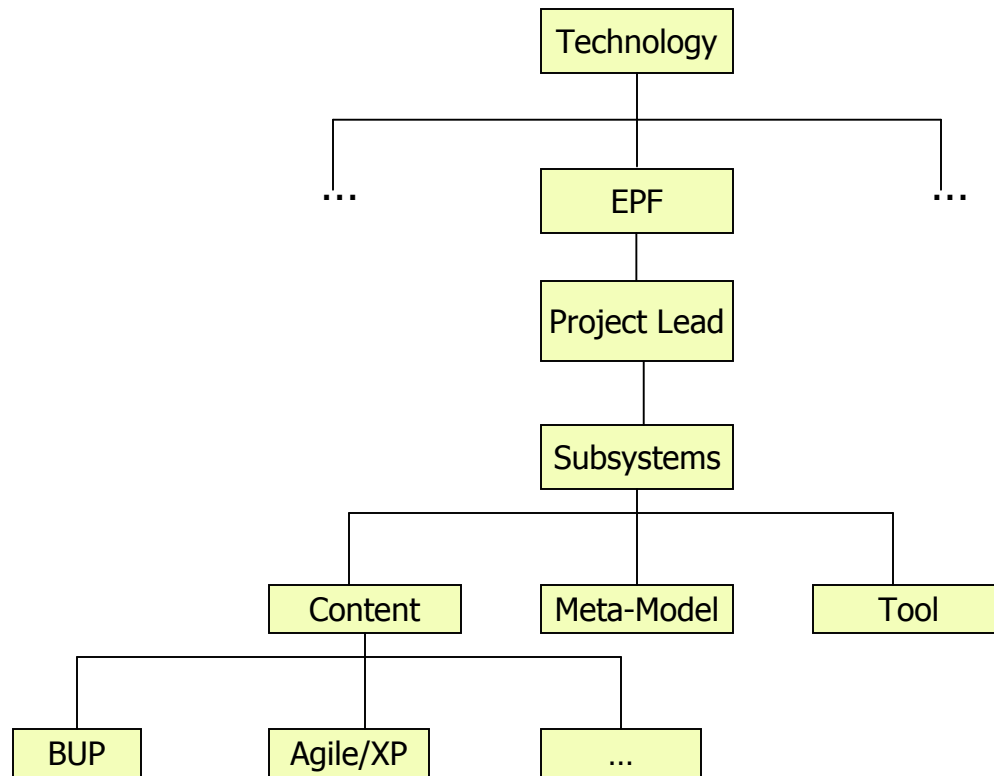 Technology
...
EPF
...
Project Lead
Subsystems
Content
Meta-Model
Tool
BUP
Agile/XP
...